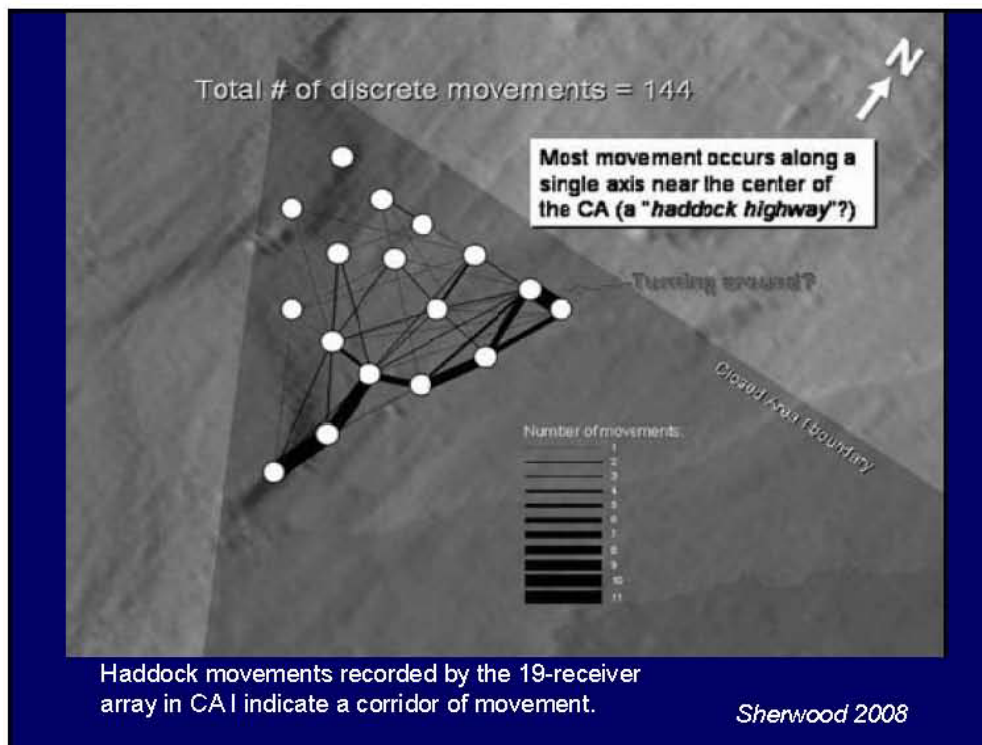 N
Total # of discrete movements = 144
Most movement occurs along a
single axis near the center of
the CA (a "haddock highway"?)
Turning around?
Closed Area I boundary
Number of movements:
1
2
3
4
5
6
7
8
9
10
11
Haddock movements recorded by the 19-receiver
array in CA I indicate a corridor of movement.
Sherwood 2008